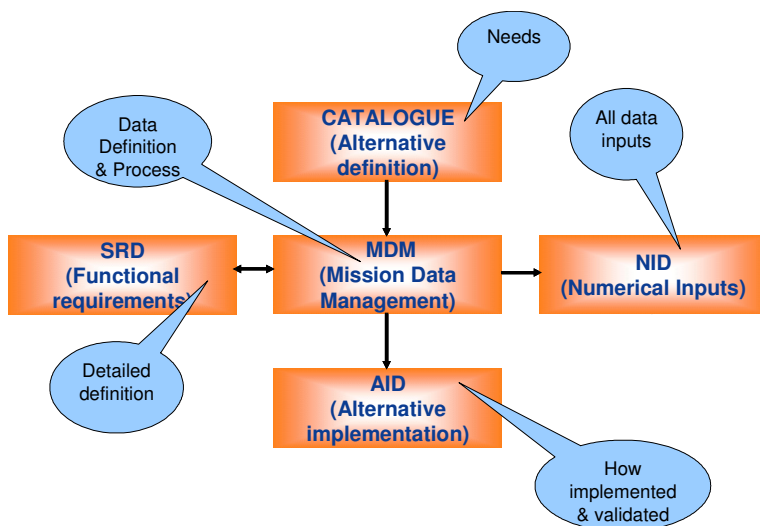 Needs
CATALOGUE
(Alternative
definition)
Data
Definition
& Process
All data
inputs
SRD
(Functional
requirements)
MDM
(Mission Data
Management)
NID
(Numerical Inputs)
Detailed
definition
AID
(Alternative
implementation)
How
implemented
& validated